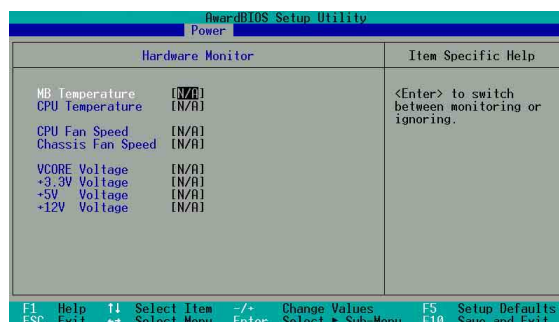 AwardBIOS Setup Utility
Power
Hardware Monitor
Item Specific Help
MB Temperature [N/A]
CPU Temperature [N/A]
CPU Fan Speed [N/A]
Chassis Fan Speed [N/A]
VCORE Voltage [N/A]
+3.3V Voltage [N/A]
+5V Voltage [N/A]
+12V Voltage [N/A]
<Enter> to switch
between monitoring or
ignoring.
F1 Help ↑↓ Select Item -/+ Change Values F5 Setup Defaults
ESC Exit ↔ Select Menu Enter Select ▶ Sub-Menu F10 Save and Exit